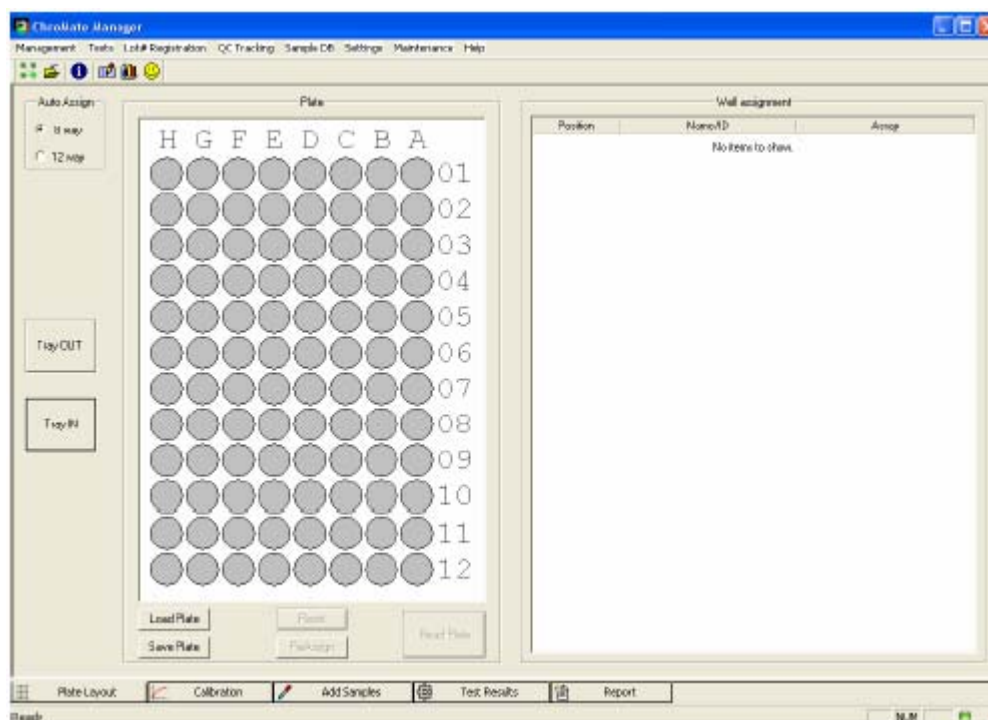 ChroMate Manager
Management Tests Lot# Registration QC Tracking Sample DB Settings Maintenance Help
Auto Assign
8 way
12 way
Tray OUT
Tray IN
Plate
H G F E D C B A
01
02
03
04
05
06
07
08
09
10
11
12
Load Plate
Save Plate
Reset
ReAssign
Read Plate
Well assignment
Position Name/ID Assay
No items to show.
Plate Layout Calibration Add Samples Test Results Report
Ready NUM